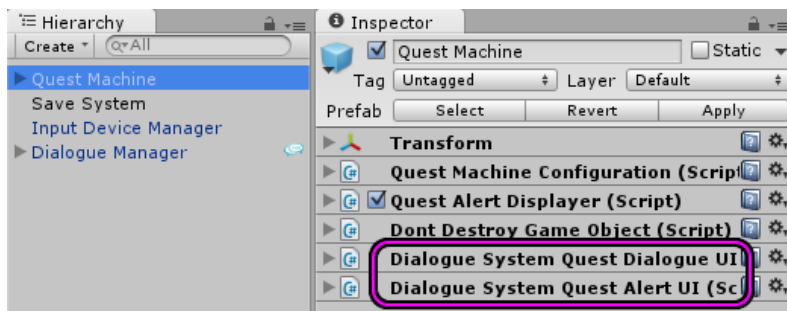 Hierarchy
Create
All
Quest Machine
Save System
Input Device Manager
Dialogue Manager
Inspector
Quest Machine Static
Tag Untagged Layer Default
Prefab Select Revert Apply
Transform
Quest Machine Configuration (Script
Quest Alert Displayer (Script)
Dont Destroy Game Object (Script)
Dialogue System Quest Dialogue UI
Dialogue System Quest Alert UI (Sc